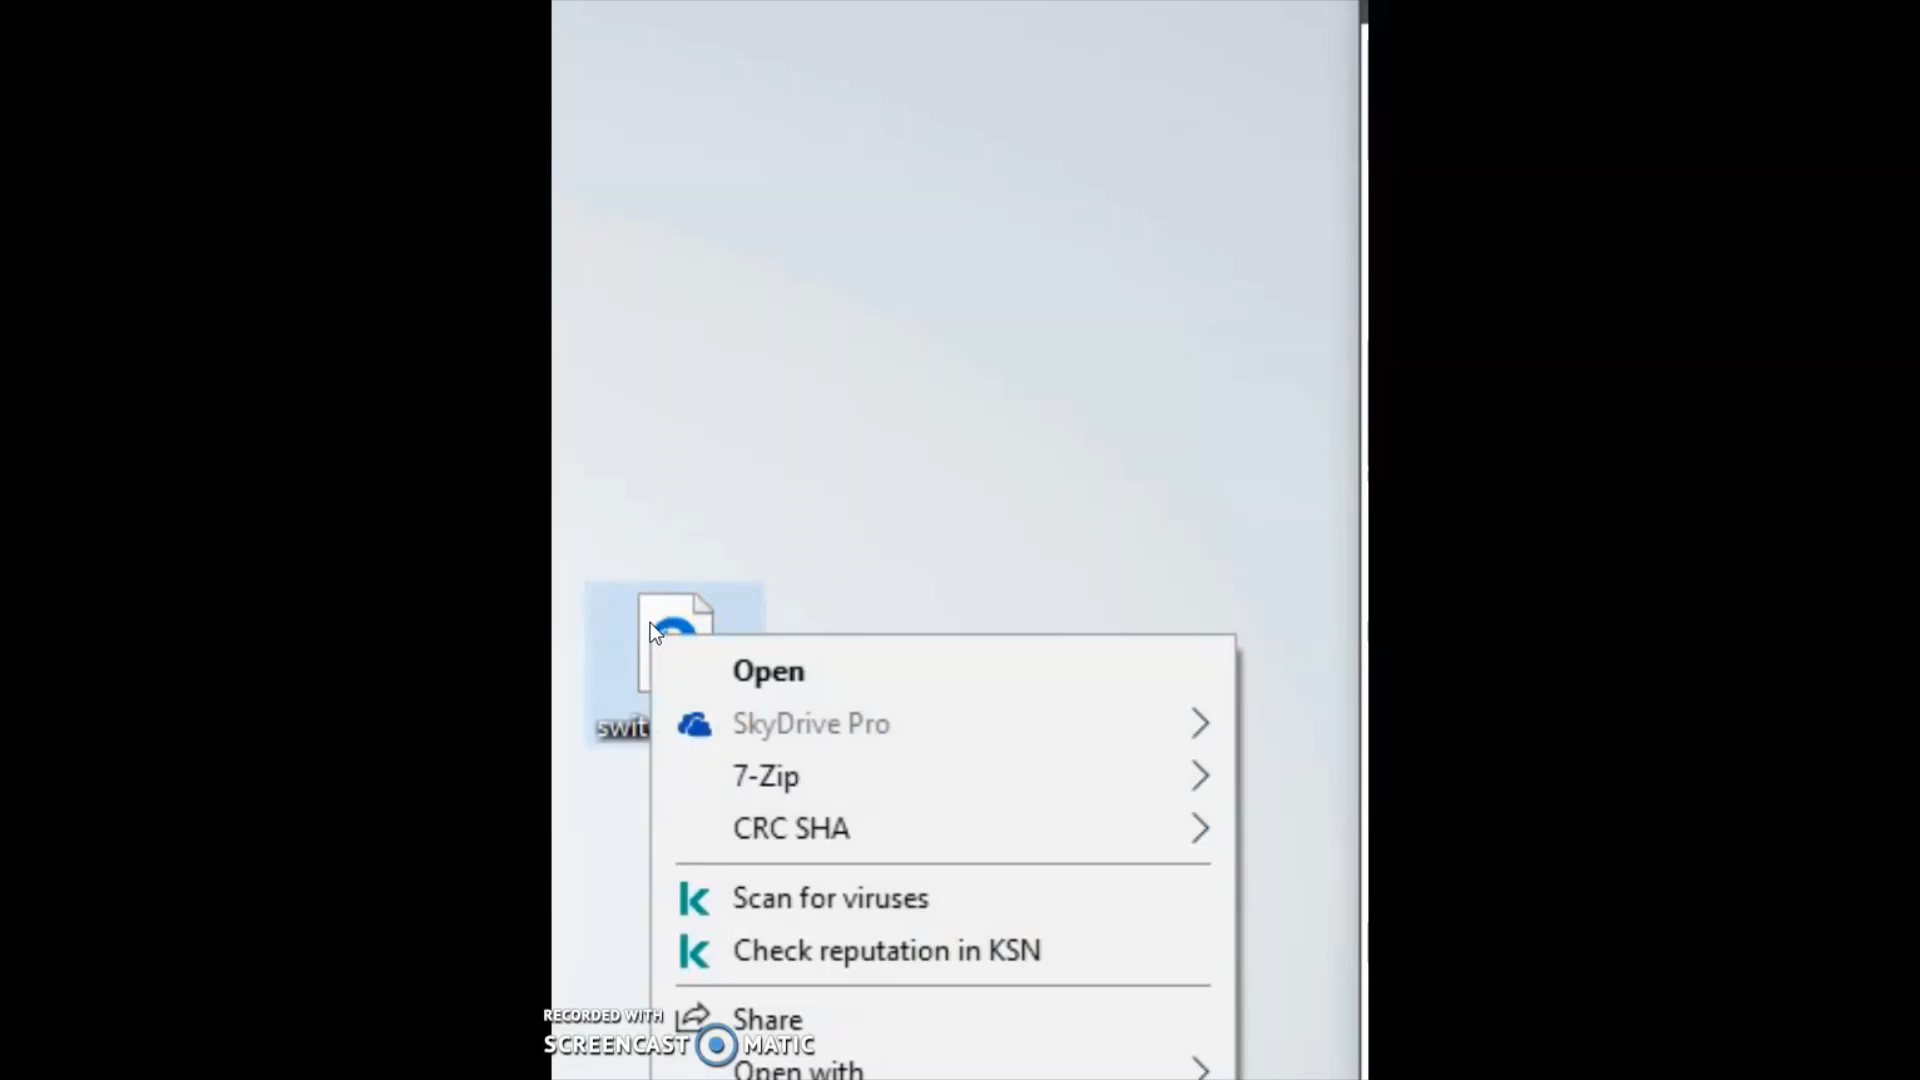 Open
swit
SkyDrive Pro
7-Zip
CRC SHA
Scan for viruses
Check reputation in KSN
Share
Open with
RECORDED WITH
SCREENCAST MATIC